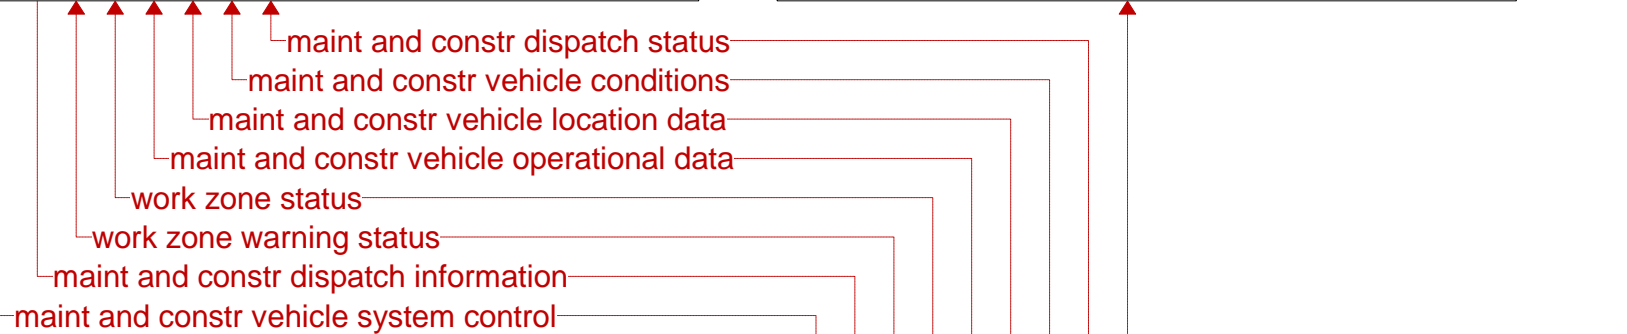 maint and constr dispatch status
maint and constr vehicle conditions
maint and constr vehicle location data
maint and constr vehicle operational data
work zone status
work zone warning status
maint and constr dispatch information
maint and constr vehicle system control